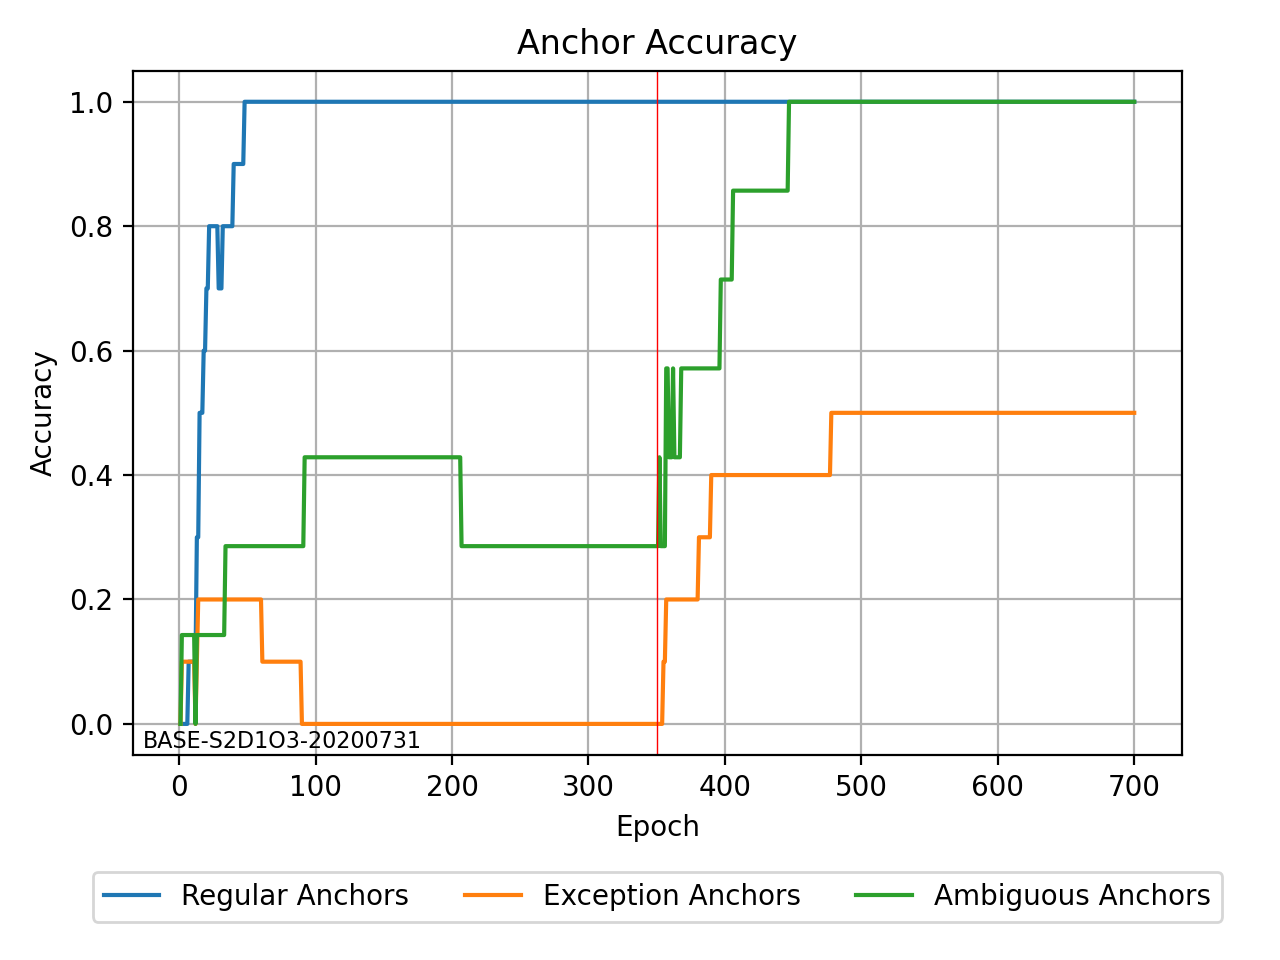 Anchor Accuracy
Accuracy
1.0
0.8
0.6
0.4
0.2
0.0
BASE-S2D1O3-20200731
0 100 200 300 400 500 600 700
Epoch
Regular Anchors Exception Anchors Ambiguous Anchors